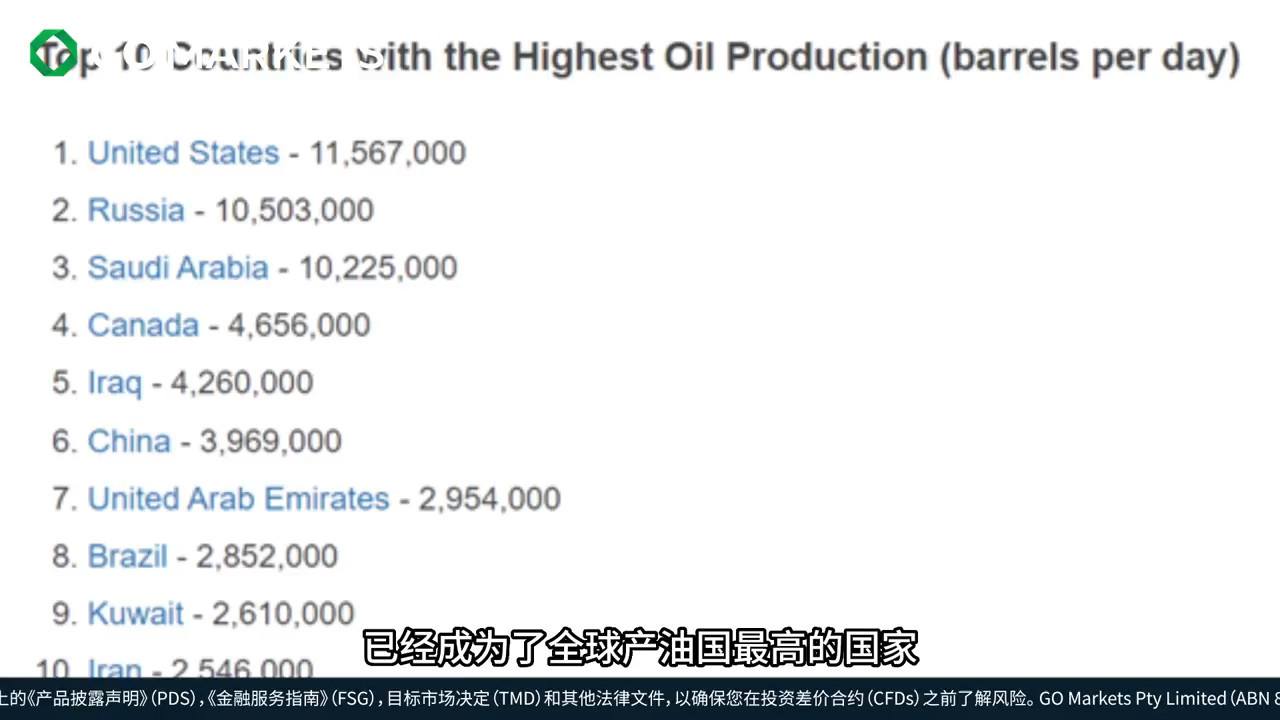 GO MARKETS
Top 10 Countries with the Highest Oil Production (barrels per day)
1. United States - 11,567,000
2. Russia - 10,503,000
3. Saudi Arabia - 10,225,000
4. Canada - 4,656,000
5. Iraq - 4,260,000
6. China - 3,969,000
7. United Arab Emirates - 2,954,000
8. Brazil - 2,852,000
9. Kuwait - 2,610,000
10. Iran - 2,546,000
已经成为了全球产油国最高的国家
上的《产品披露声明》(PDS),《金融服务指南》(FSG),目标市场决定(TMD)和其他法律文件,以确保您在投资差价合约(CFDs)之前了解风险。GO Markets Pty Limited (ABN 8